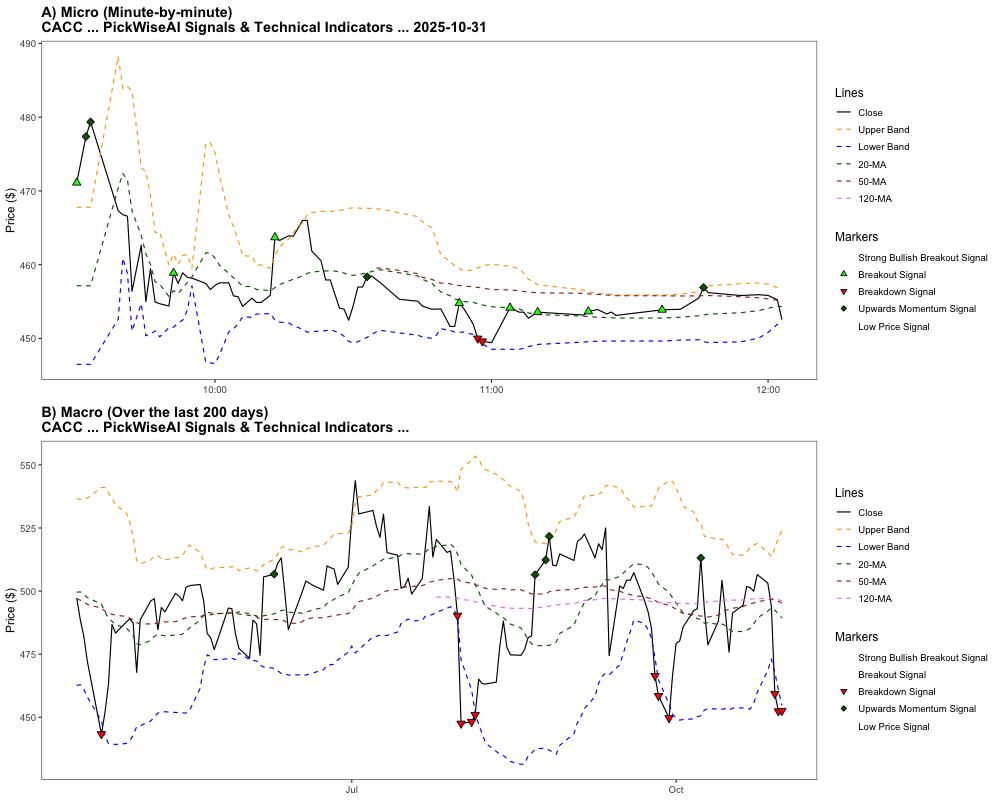 A) Micro (Minute-by-minute)
CACC ... PickWiseAI Signals & Technical Indicators ... 2025-10-31
Price ($)
490
480
470
460
450
10:00
11:00
12:00
Lines
Close
Upper Band
Lower Band
20-MA
50-MA
120-MA
Markers
Strong Bullish Breakout Signal
Breakout Signal
Breakdown Signal
Upwards Momentum Signal
Low Price Signal
B) Macro (Over the last 200 days)
CACC ... PickWiseAI Signals & Technical Indicators ...
Price ($)
550
525
500
475
450
Jul
Oct
Lines
Close
Upper Band
Lower Band
20-MA
50-MA
120-MA
Markers
Strong Bullish Breakout Signal
Breakout Signal
Breakdown Signal
Upwards Momentum Signal
Low Price Signal